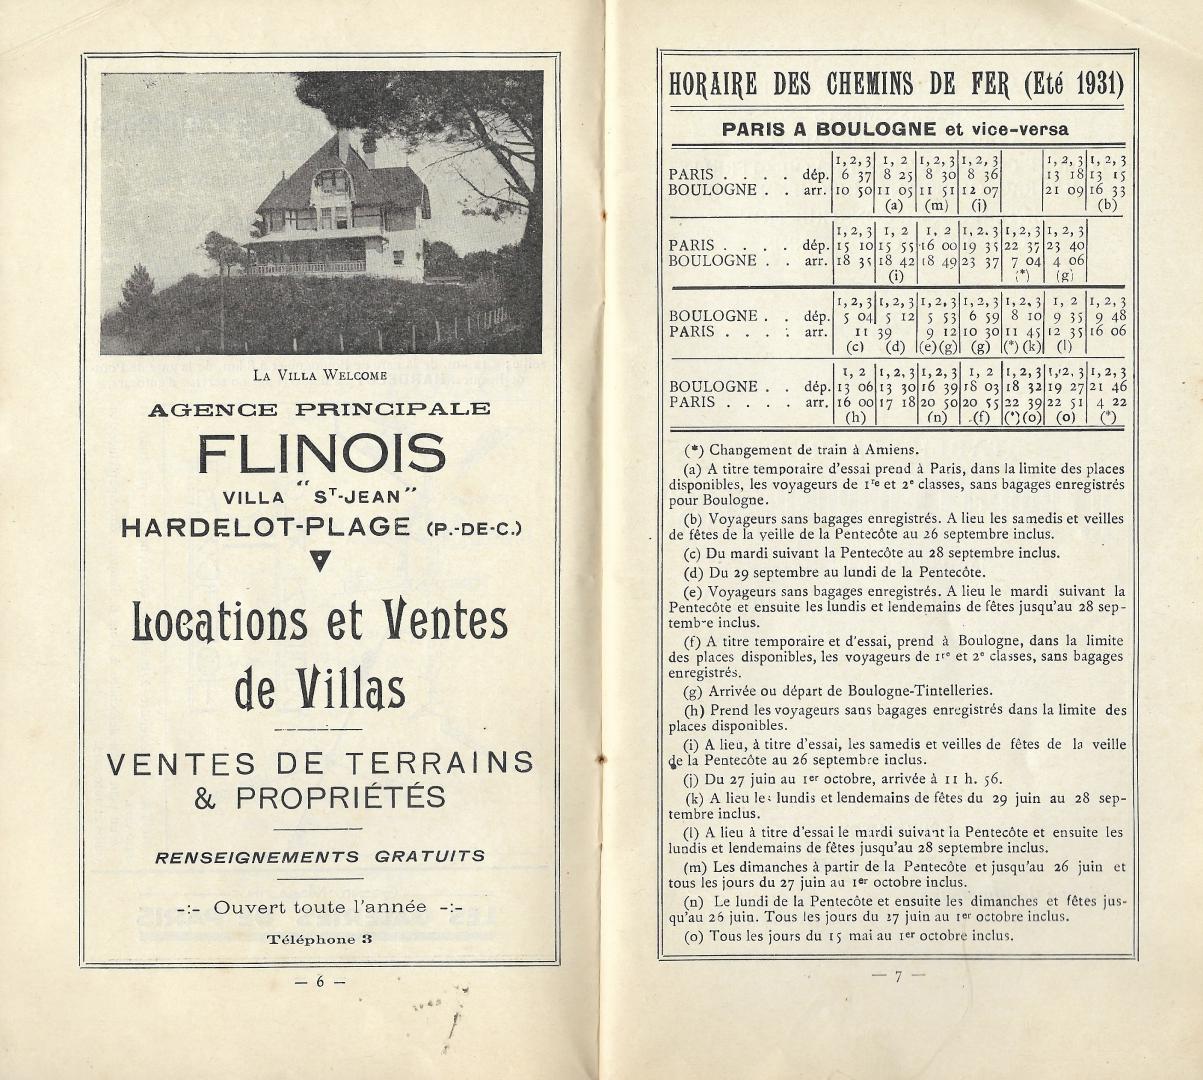 LA VILLA WELCOME
AGENCE PRINCIPALE
FLINOIS
VILLA "ST-JEAN"
HARDELOT-PLAGE (P.-DE-C.)
Locations et Ventes
de Villas
VENTES DE TERRAINS
& PROPRIÉTÉS
RENSEIGNEMENTS GRATUITS
-:- Ouvert toute l'année -:-
Téléphone 3
— 6 —
HORAIRE DES CHEMINS DE FER (Eté 1931)
PARIS A BOULOGNE et vice-versa
1, 2, 3 1, 2 1, 2, 3 1, 2, 3 1, 2, 3 1, 2, 3
PARIS . . . . dép. 6 37 8 25 8 30 8 36 13 18 13 15
BOULOGNE . . arr. 10 50 11 05 11 51 12 07 21 09 16 33
(a) (m) (j) (b)
1, 2, 3 1, 2 1, 2 1, 2, 3 1, 2, 3 1, 2, 3
PARIS . . . . dép. 15 10 15 55 16 00 19 35 22 37 23 40
BOULOGNE . . arr. 18 35 18 42 18 49 23 37 7 04 4 06
(i) (*) (g)
1, 2, 3 1, 2, 3 1, 2, 3 1, 2, 3 1, 2, 3 1, 2 1, 2, 3
BOULOGNE . . dép. 5 04 5 12 5 53 6 59 8 10 9 35 9 48
PARIS . . . . arr. 11 39 9 12 10 30 11 45 12 35 16 06
(c) (d) (e)(g) (g) (*)(k) (l)
1, 2 1, 2, 3 1, 2, 3 1, 2 1, 2, 3 1, 2, 3 1, 2, 3
BOULOGNE . . dép. 13 06 13 30 16 39 18 03 18 32 19 27 21 46
PARIS . . . . arr. 16 00 17 18 20 50 20 55 22 39 22 51 4 22
(h) (n) (f) (*)(o) (o) (*)
(*) Changement de train à Amiens.
(a) A titre temporaire d'essai prend à Paris, dans la limite des places
disponibles, les voyageurs de 1re et 2e classes, sans bagages enregistrés
pour Boulogne.
(b) Voyageurs sans bagages enregistrés. A lieu les samedis et veilles
de fêtes de la veille de la Pentecôte au 26 septembre inclus.
(c) Du mardi suivant la Pentecôte au 28 septembre inclus.
(d) Du 29 septembre au lundi de la Pentecôte.
(e) Voyageurs sans bagages enregistrés. A lieu le mardi suivant la
Pentecôte et ensuite les lundis et lendemains de fêtes jusqu'au 28 sep-
tembre inclus.
(f) A titre temporaire et d'essai, prend à Boulogne, dans la limite
des places disponibles, les voyageurs de 1re et 2e classes, sans bagages
enregistrés.
(g) Arrivée ou départ de Boulogne-Tintelleries.
(h) Prend les voyageurs sans bagages enregistrés dans la limite des
places disponibles.
(i) A lieu, à titre d'essai, les samedis et veilles de fêtes de la veille
de la Pentecôte au 26 septembre inclus.
(j) Du 27 juin au 1er octobre, arrivée à 11 h. 56.
(k) A lieu les lundis et lendemains de fêtes du 29 juin au 28 sep-
tembre inclus.
(l) A lieu à titre d'essai le mardi suivant la Pentecôte et ensuite les
lundis et lendemains de fêtes jusqu'au 28 septembre inclus.
(m) Les dimanches à partir de la Pentecôte et jusqu'au 26 juin et
tous les jours du 27 juin au 1er octobre inclus.
(n) Le lundi de la Pentecôte et ensuite les dimanches et fêtes jus-
qu'au 26 juin. Tous les jours du 27 juin au 1er octobre inclus.
(o) Tous les jours du 15 mai au 1er octobre inclus.
— 7 —